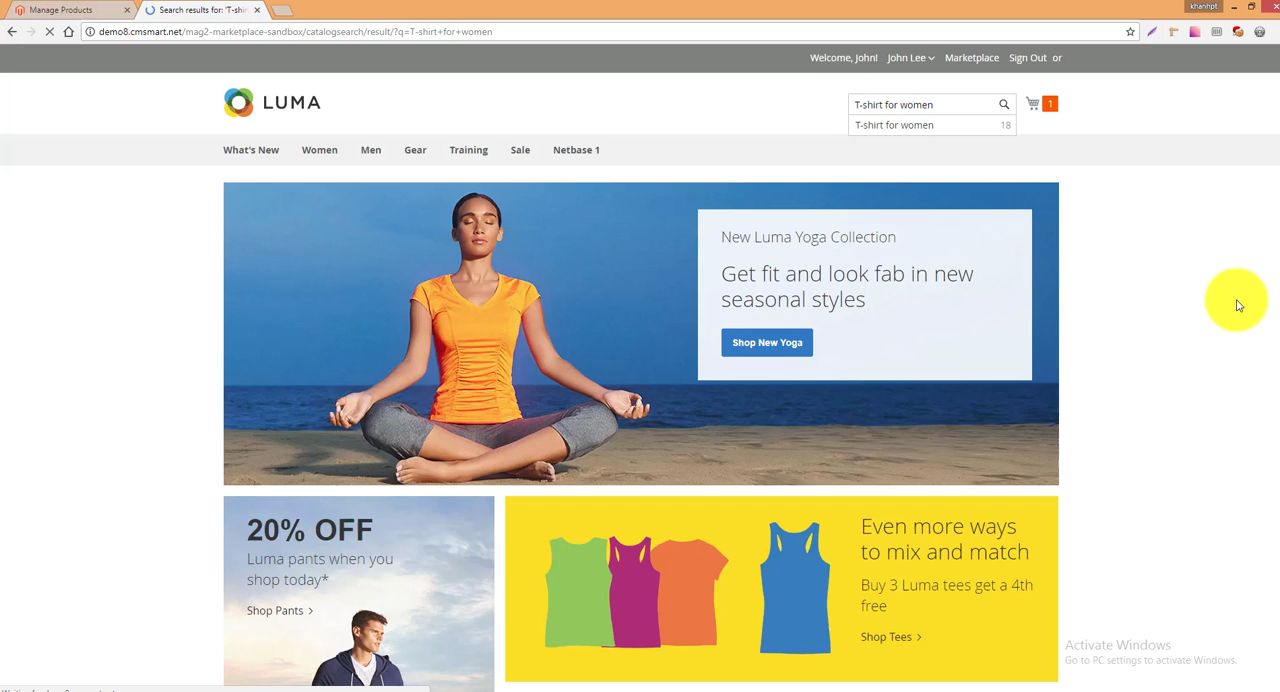 Manage Products
Search results for: 'T-shir
khanhpt
demo8.cmsmart.net/mag2-marketplace-sandbox/catalogsearch/result/?q=T-shirt+for+women
Welcome, John! John Lee Marketplace Sign Out or
LUMA
T-shirt for women
1
T-shirt for women 18
What's New Women Men Gear Training Sale Netbase 1
New Luma Yoga Collection
Get fit and look fab in new
seasonal styles
Shop New Yoga
20% OFF
Luma pants when you
shop today*
Shop Pants >
Even more ways
to mix and match
Buy 3 Luma tees get a 4th
free
Shop Tees >
Activate Windows
Go to PC settings to activate Windows.